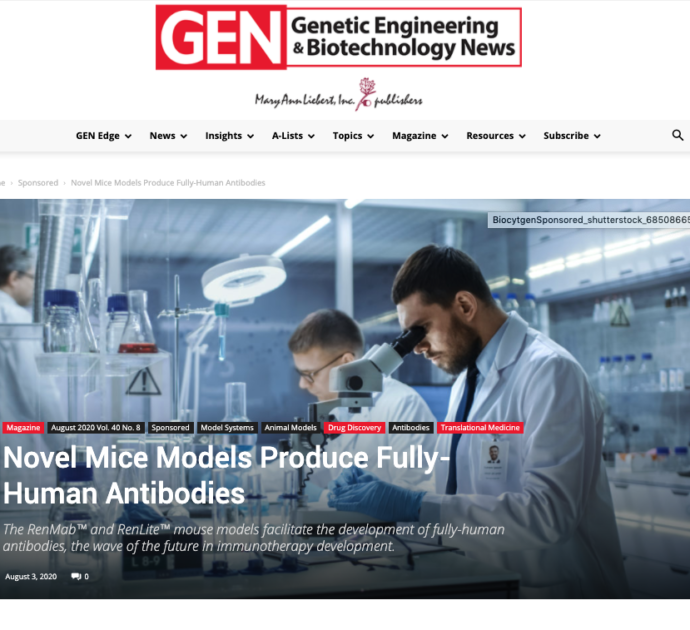 GEN Genetic Engineering
& Biotechnology News
Mary Ann Liebert, Inc. publishers
GEN Edge News Insights A-Lists Topics Magazine Resources Subscribe
Sponsored › Novel Mice Models Produce Fully-Human Antibodies
BiocytgenSponsored_shutterstock_6850866
Magazine August 2020 Vol. 40 No. 8 Sponsored Model Systems Animal Models Drug Discovery Antibodies Translational Medicine
Novel Mice Models Produce Fully-
Human Antibodies
The RenMab™ and RenLite™ mouse models facilitate the development of fully-human
antibodies, the wave of the future in immunotherapy development.
August 3, 2020 0